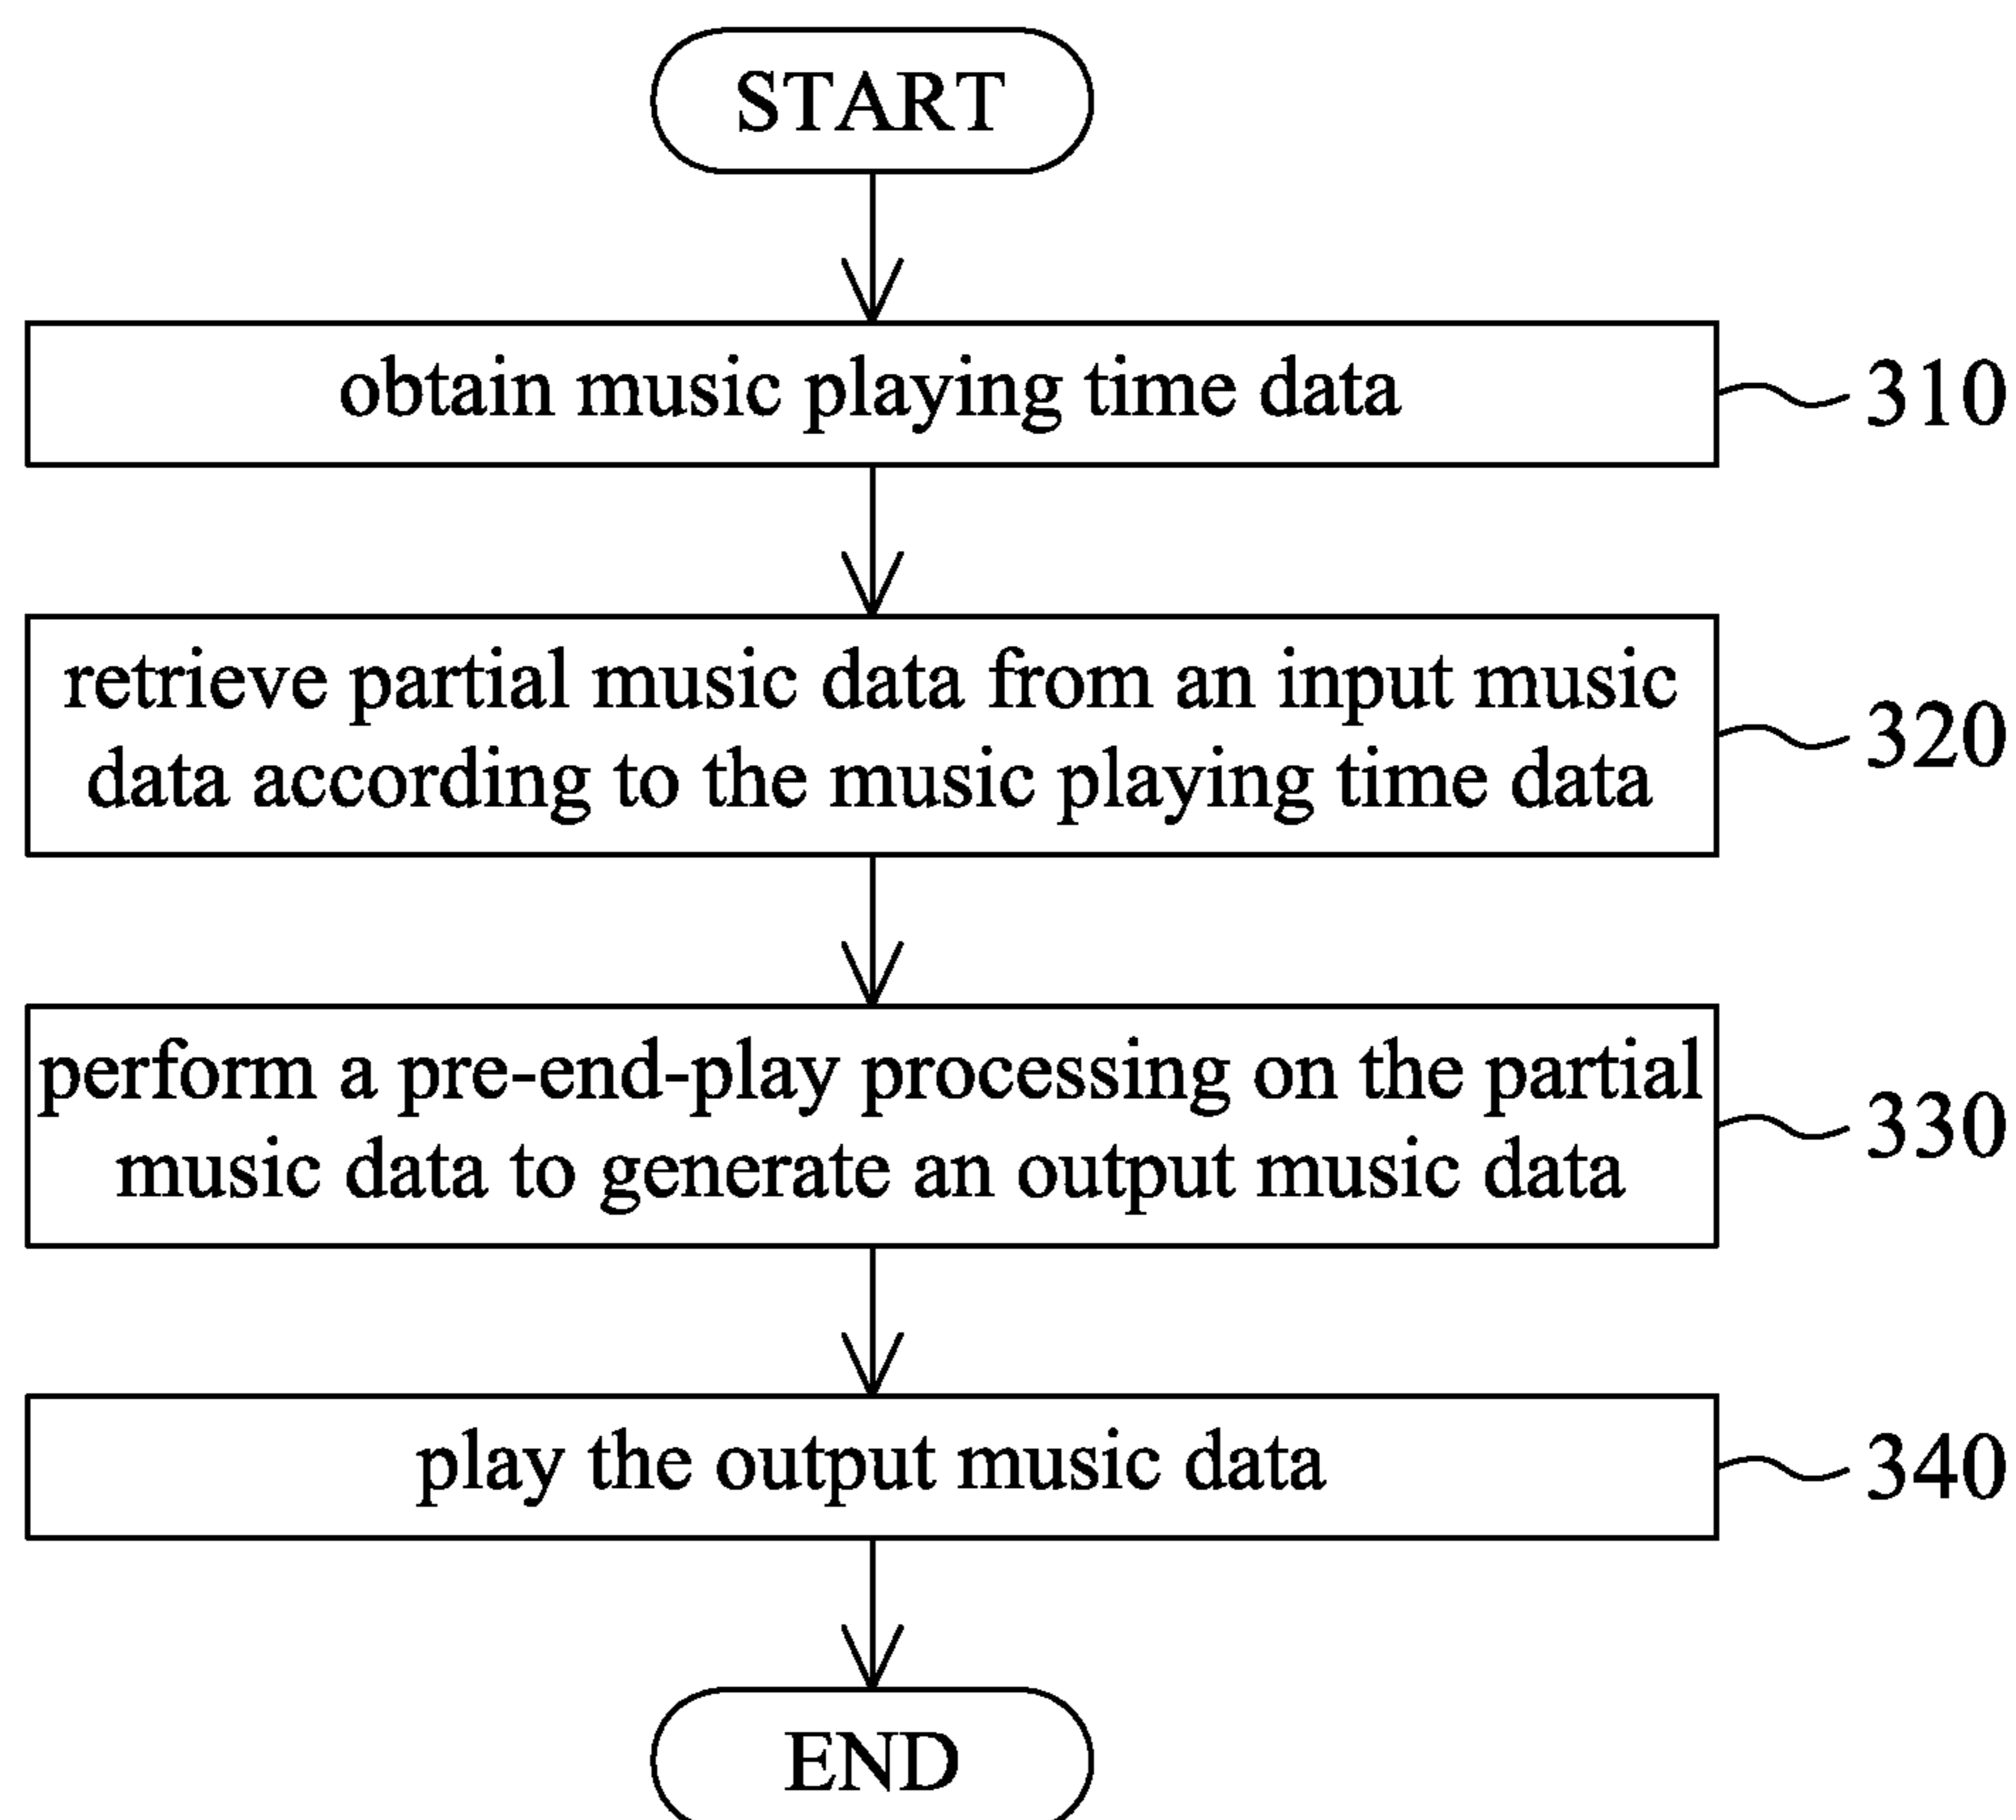 START
obtain music playing time data
310
retrieve partial music data from an input music
data according to the music playing time data
320
perform a pre-end-play processing on the partial
music data to generate an output music data
330
play the output music data
340
END